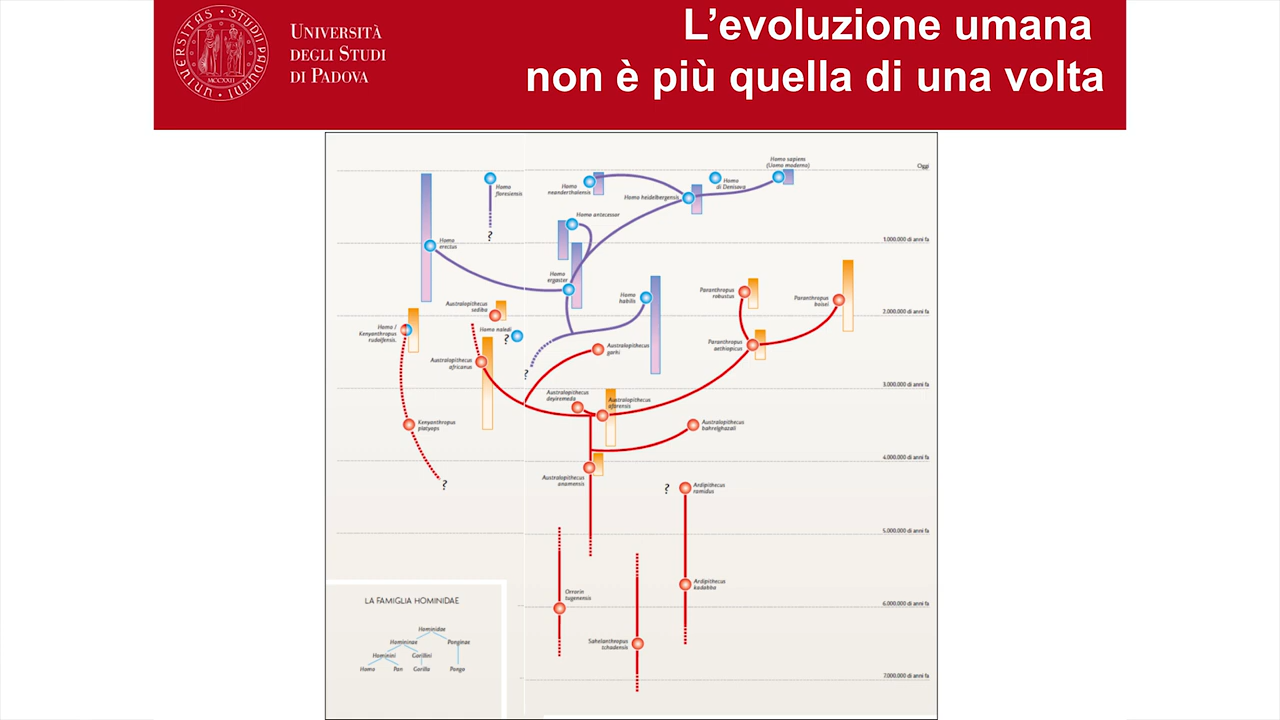 UNIVERSITÀ
DEGLI STUDI
DI PADOVA
UNIVERSITAS STUDII PADUANI
MCCXXII
L'evoluzione umana
non è più quella di una volta
Homo sapiens
(Uomo moderno)
Oggi
Homo
floresiensis
Homo
neanderthalensis
Homo heidelbergensis
Homo
di Denisova
Homo antecessor
Homo
erectus
1.000.000 di anni fa
Homo
ergaster
Homo
habilis
Paranthropus
robustus
Paranthropus
boisei
Australopithecus
sediba
2.000.000 di anni fa
Homo /
Kenyanthropus
rudolfensis.
Homo naledi
?
?
Australopithecus
africanus
Australopithecus
garhi
Paranthropus
aethiopicus
?
3.000.000 di anni fa
Australopithecus
deyiremeda
Australopithecus
afarensis
Kenyanthropus
platyops
Australopithecus
bahrelghazali
4.000.000 di anni fa
Australopithecus
anamensis
?
?
Ardipithecus
ramidus
5.000.000 di anni fa
Ardipithecus
kadabba
Orrorin
tugenensis
6.000.000 di anni fa
Sahelanthropus
tchadensis
7.000.000 di anni fa
LA FAMIGLIA HOMINIDAE
Hominidae
Homininae Ponginae
Hominini Gorillini
Homo Pan Gorilla Pongo